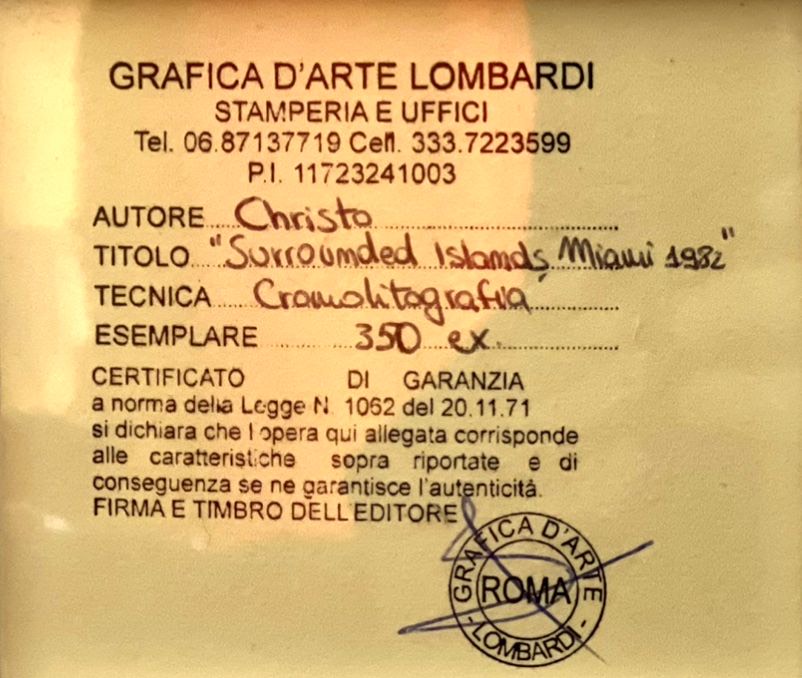 GRAFICA D'ARTE LOMBARDI
STAMPERIA E UFFICI
Tel. 06.87137719 Cell. 333.7223599
P.I. 11723241003
AUTORE Christo
TITOLO "Surrounded Islands, Miami 1982"
TECNICA Cromolitografia
ESEMPLARE 350 ex.
CERTIFICATO DI GARANZIA
a norma della Legge N. 1062 del 20.11.71
si dichiara che l'opera qui allegata corrisponde
alle caratteristiche sopra riportate e di
conseguenza se ne garantisce l'autenticità.
FIRMA E TIMBRO DELL'EDITORE
GRAFICA D'ARTE
ROMA
- LOMBARDI -